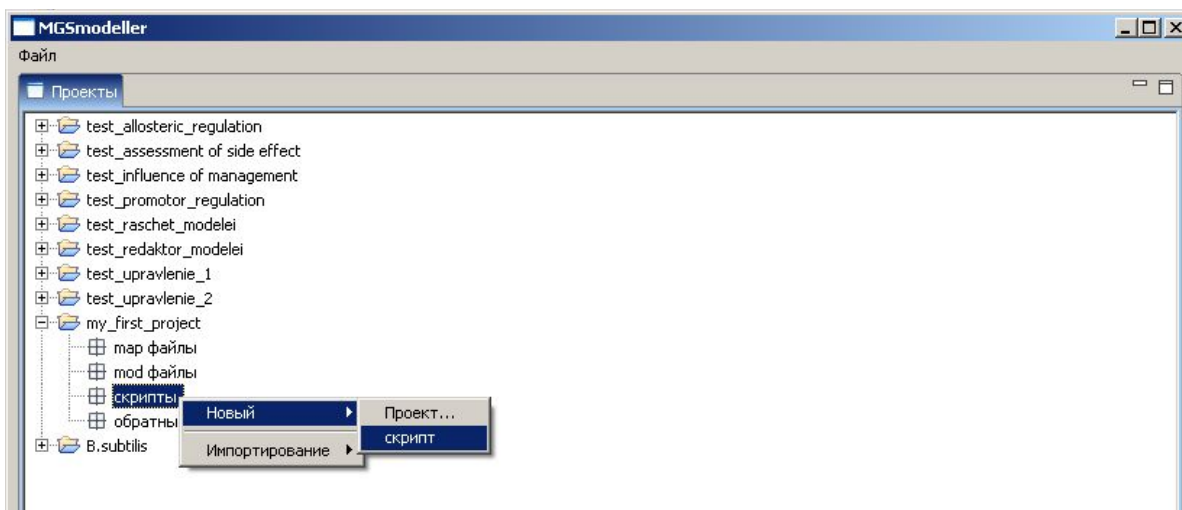 MGSmodeller
Файл
Проекты
test_allosteric_regulation
test_assessment of side effect
test_influence of management
test_promotor_regulation
test_raschet_modelei
test_redaktor_modelei
test_upravlenie_1
test_upravlenie_2
my_first_project
map файлы
mod файлы
скрипты
обратны
B.subtilis
Новый
Импортирование
Проект...
скрипт